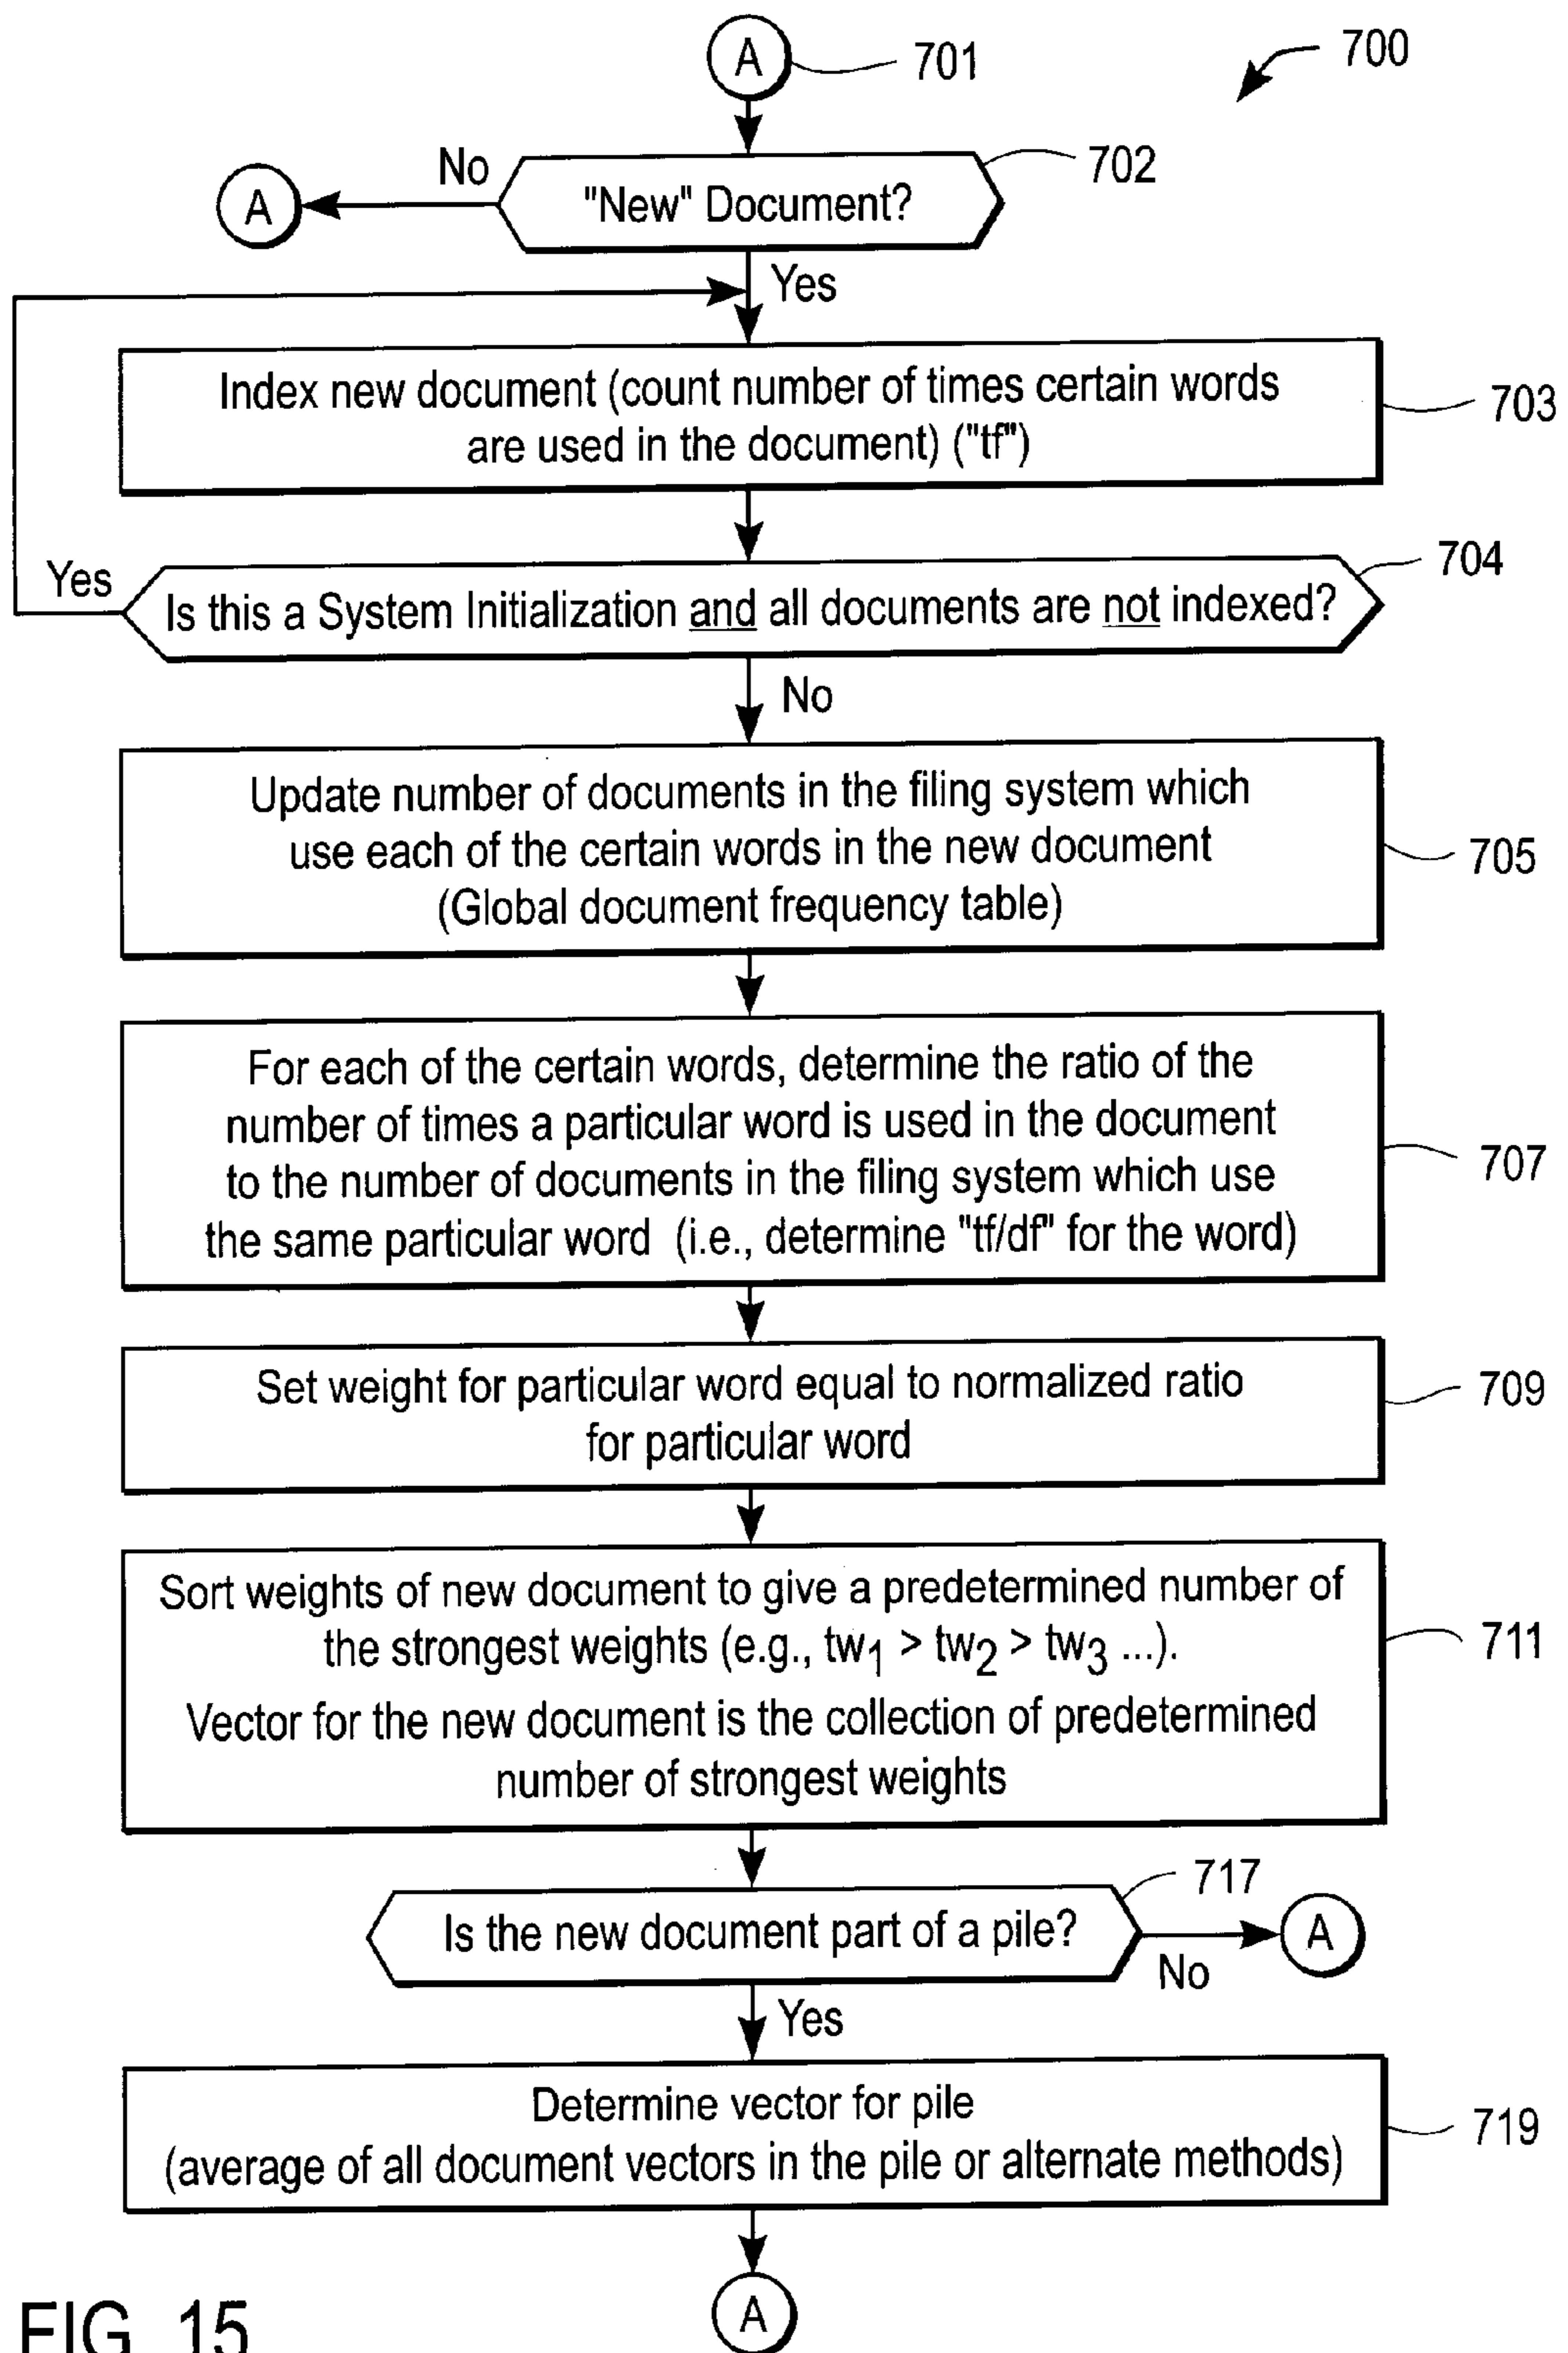 A
701
700
No
702
A
"New" Document?
Yes
Index new document (count number of times certain words
are used in the document) ("tf")
703
704
Yes
Is this a System Initialization and all documents are not indexed?
No
Update number of documents in the filing system which
use each of the certain words in the new document
(Global document frequency table)
705
For each of the certain words, determine the ratio of the
number of times a particular word is used in the document
to the number of documents in the filing system which use
the same particular word (i.e., determine "tf/df" for the word)
707
Set weight for particular word equal to normalized ratio
for particular word
709
Sort weights of new document to give a predetermined number of
the strongest weights (e.g., tw1 > tw2 > tw3 ...).
Vector for the new document is the collection of predetermined
number of strongest weights
711
717
Is the new document part of a pile?
A
No
Yes
Determine vector for pile
(average of all document vectors in the pile or alternate methods)
719
A
FIG. 15